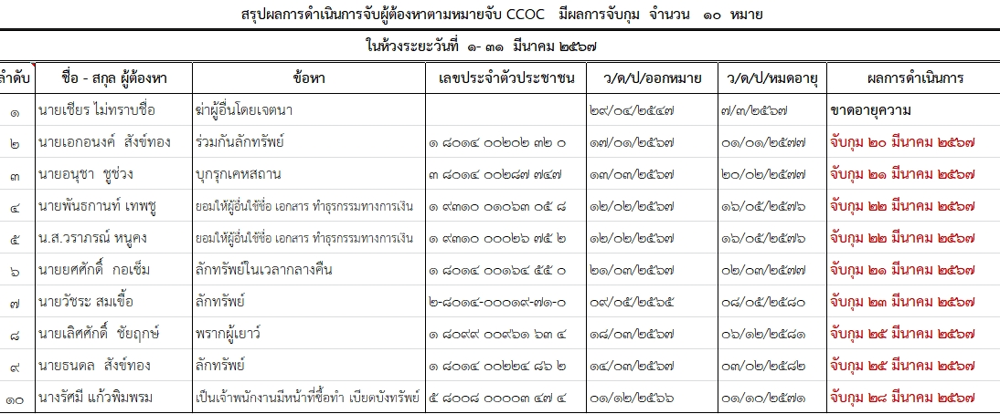 สรุปผลการดำเนินการจับผู้ต้องหาตามหมายจับ CCOC มีผลการจับกุม จำนวน ๑๐ หมาย
ในห้วงระยะวันที่ ๑- ๓๑ มีนาคม ๒๕๖๗
ลำดับ ชื่อ - สกุล ผู้ต้องหา ข้อหา เลขประจำตัวประชาชน ว/ด/ป/ออกหมาย ว/ด/ป/หมดอายุ ผลการดำเนินการ
๑ นายเชียร ไม่ทราบชื่อ ฆ่าผู้อื่นโดยเจตนา ๒๙/๐๔/๒๕๔๗ ๗/๓/๒๕๖๗ ขาดอายุความ
๒ นายเอกอนงค์ สังข์ทอง ร่วมกันลักทรัพย์ ๑ ๘๐๑๔ ๐๐๒๐๒ ๓๒ ๐ ๑๗/๐๑/๒๕๖๗ ๐๑/๐๑/๒๕๗๗ จับกุม ๒๐ มีนาคม ๒๕๖๗
๓ นายอนุชา ชูช่วง บุกรุกเคหสถาน ๓ ๘๐๑๔ ๐๐๒๘๗ ๗๔๗ ๑๓/๐๓/๒๕๖๗ ๒๐/๐๒/๒๕๗๗ จับกุม ๒๑ มีนาคม ๒๕๖๗
๔ นายพันธกานท์ เทพชู ยอมให้ผู้อื่นใช้ชื่อ เอกสาร ทำธุรกรรมทางการเงิน ๑ ๙๓๑๐ ๐๑๐๖๓ ๐๕ ๘ ๑๒/๐๒/๒๕๖๗ ๑๖/๐๕/๒๕๗๖ จับกุม ๒๒ มีนาคม ๒๕๖๗
๕ น.ส.วราภรณ์ หนูคง ยอมให้ผู้อื่นใช้ชื่อ เอกสาร ทำธุรกรรมทางการเงิน ๑ ๙๓๑๐ ๐๐๐๒๖ ๗๕ ๒ ๑๒/๐๒/๒๕๖๗ ๑๖/๐๕/๒๕๗๖ จับกุม ๒๒ มีนาคม ๒๕๖๗
๖ นายยศศักดิ์ กอเซ็ม ลักทรัพย์ในเวลากลางคืน ๑ ๘๐๑๔ ๐๐๑๖๔ ๕๕ ๐ ๒๑/๐๓/๒๕๖๗ ๐๒/๐๓/๒๕๗๗ จับกุม ๒๑ มีนาคม ๒๕๖๗
๗ นายวัชระ สมเชื้อ ลักทรัพย์ ๒-๘๐๑๔-๐๐๐๑๙-๗๑-๐ ๐๙/๐๕/๒๕๖๕ ๐๘/๐๕/๒๕๘๐ จับกุม ๒๓ มีนาคม ๒๕๖๗
๘ นายเลิศศักดิ์ ชัยฤกษ์ พรากผู้เยาว์ ๑ ๘๐๙๙ ๐๐๙๖๑ ๖๓ ๔ ๑๘/๐๓/๒๕๖๗ ๐๖/๑๒/๒๕๘๑ จับกุม ๒๕ มีนาคม ๒๕๖๗
๙ นายธนดล สังข์ทอง ลักทรัพย์ ๑ ๘๐๑๔ ๐๐๒๒๔ ๘๖ ๒ ๑๔/๐๓/๒๕๖๗ ๐๓/๐๒/๒๕๘๒ จับกุม ๒๕ มีนาคม ๒๕๖๗
๑๐ นางรัศมี แก้วพิมพรม เป็นเจ้าพนักงานมีหน้าที่ซื้อทำ เบียดบังทรัพย์ ๕ ๘๐๐๘ ๐๐๐๐๓ ๔๗ ๔ ๐๑/๑๒/๒๕๖๖ ๐๑/๑๐/๒๕๗๑ จับกุม ๒๘ มีนาคม ๒๕๖๗